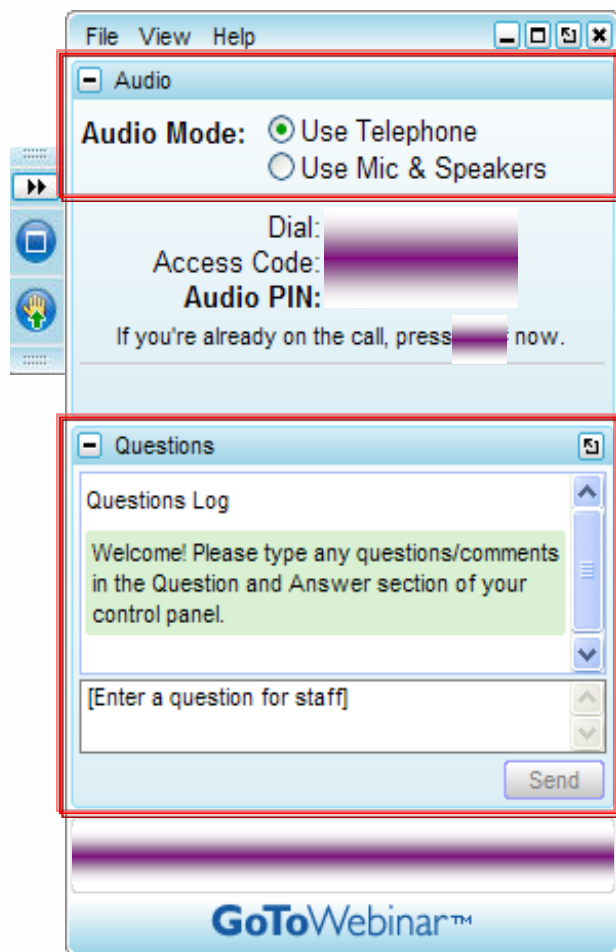 File View Help
Audio
Audio Mode: Use Telephone
Use Mic & Speakers
Dial:
Access Code:
Audio PIN:
If you're already on the call, press now.
Questions
Questions Log
Welcome! Please type any questions/comments
in the Question and Answer section of your
control panel.
[Enter a question for staff]
Send
GoToWebinar™